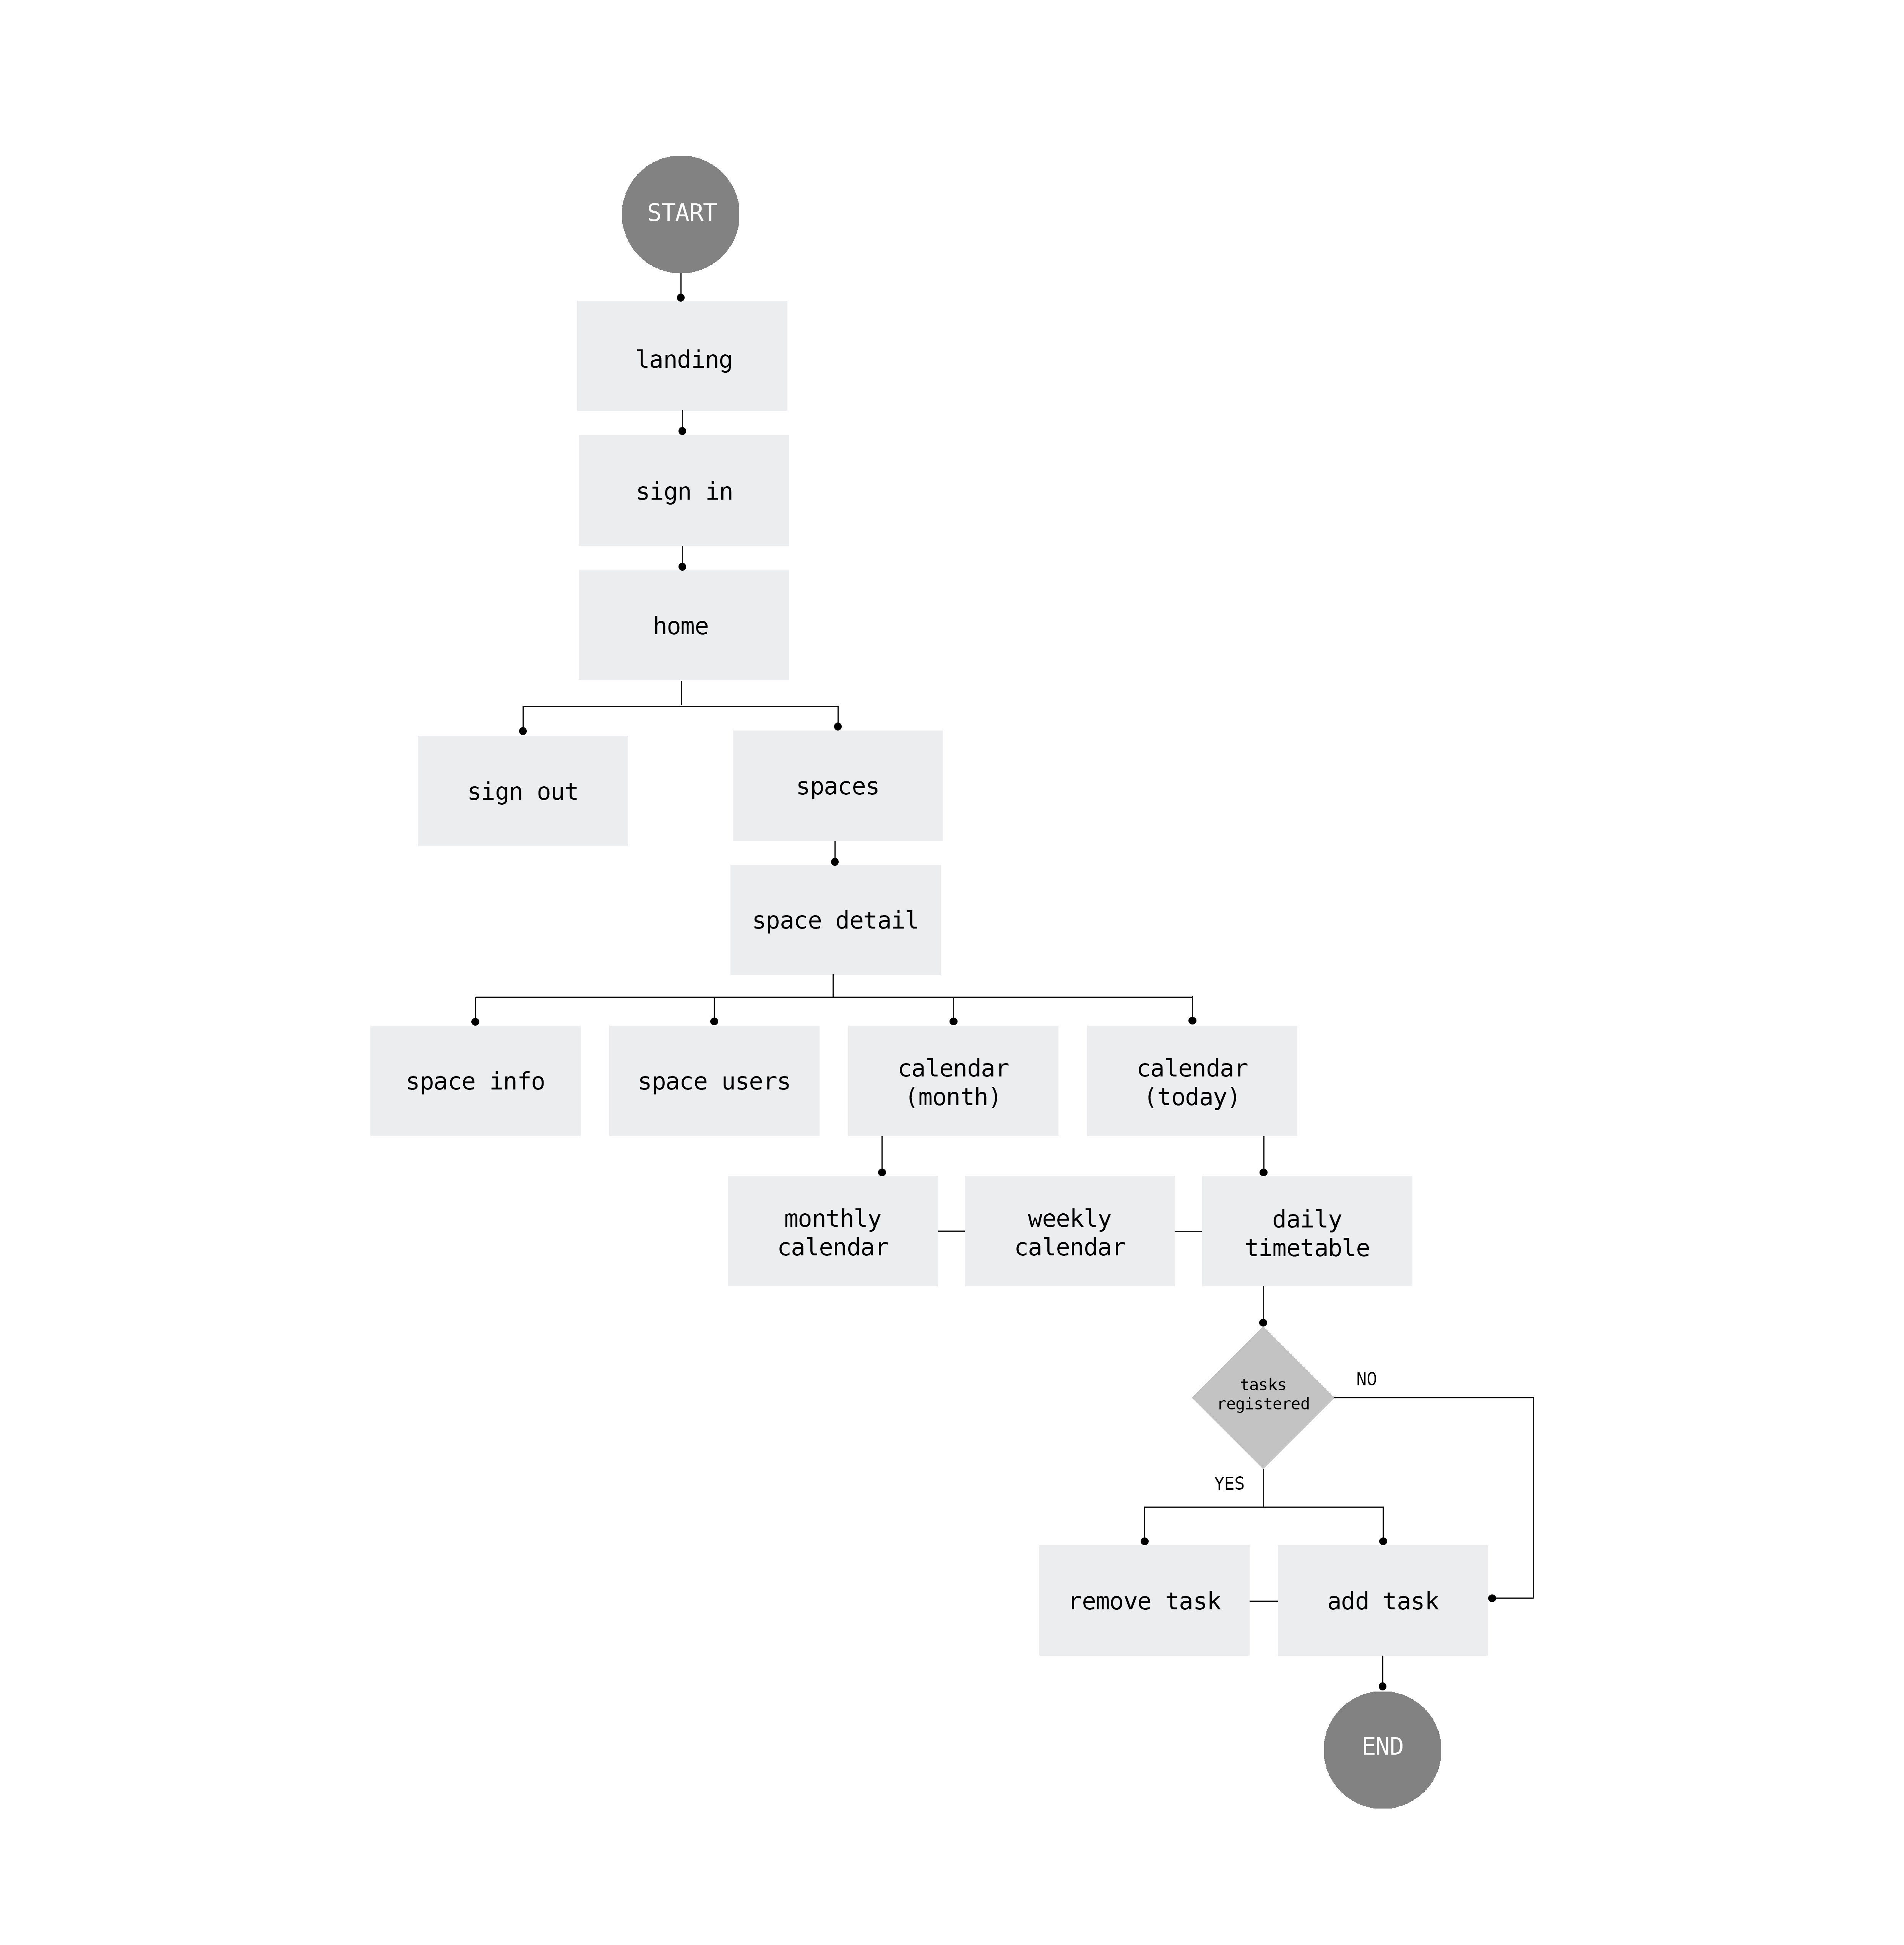 START
landing
sign in
home
sign out
spaces
space detail
space info
space users
calendar
(month)
calendar
(today)
monthly
calendar
weekly
calendar
daily
timetable
tasks
registered
NO
YES
remove task
add task
END